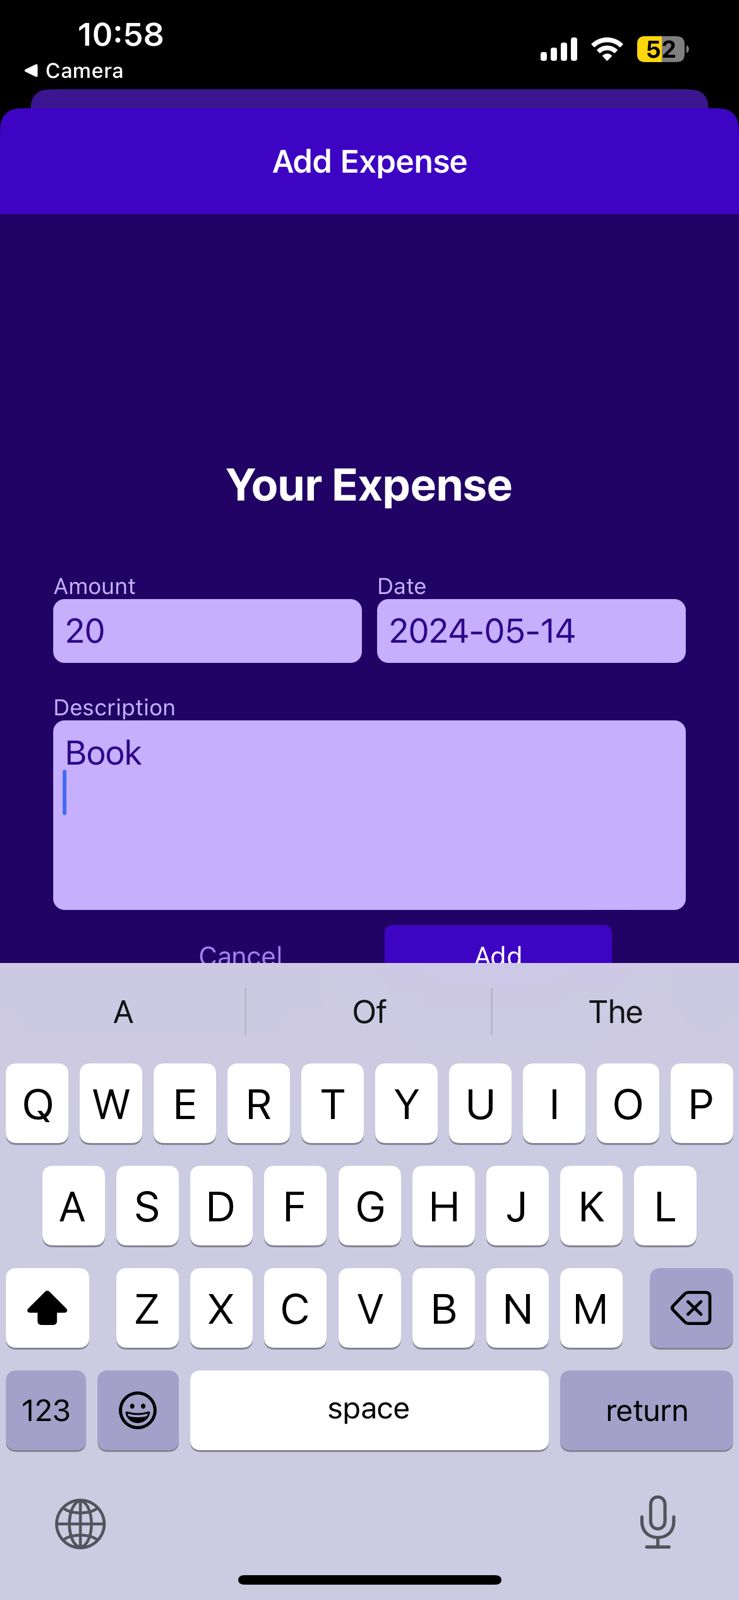 10:58
52
◀ Camera
Add Expense
Your Expense
Amount Date
20 2024-05-14
Description
Book
Cancel Add
A Of The
Q W E R T Y U I O P
A S D F G H J K L
Z X C V B N M
123 space return